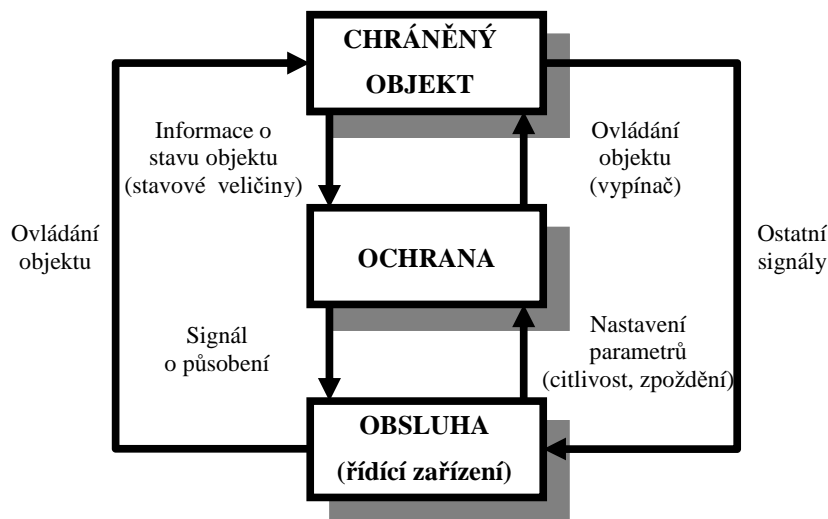 CHRÁNĚNÝ
OBJEKT
Informace o
stavu objektu
(stavové veličiny)
Ovládání
objektu
(vypínač)
Ovládání
objektu
OCHRANA
Ostatní
signály
Signál
o působení
Nastavení
parametrů
(citlivost, zpoždění)
OBSLUHA
(řídící zařízení)